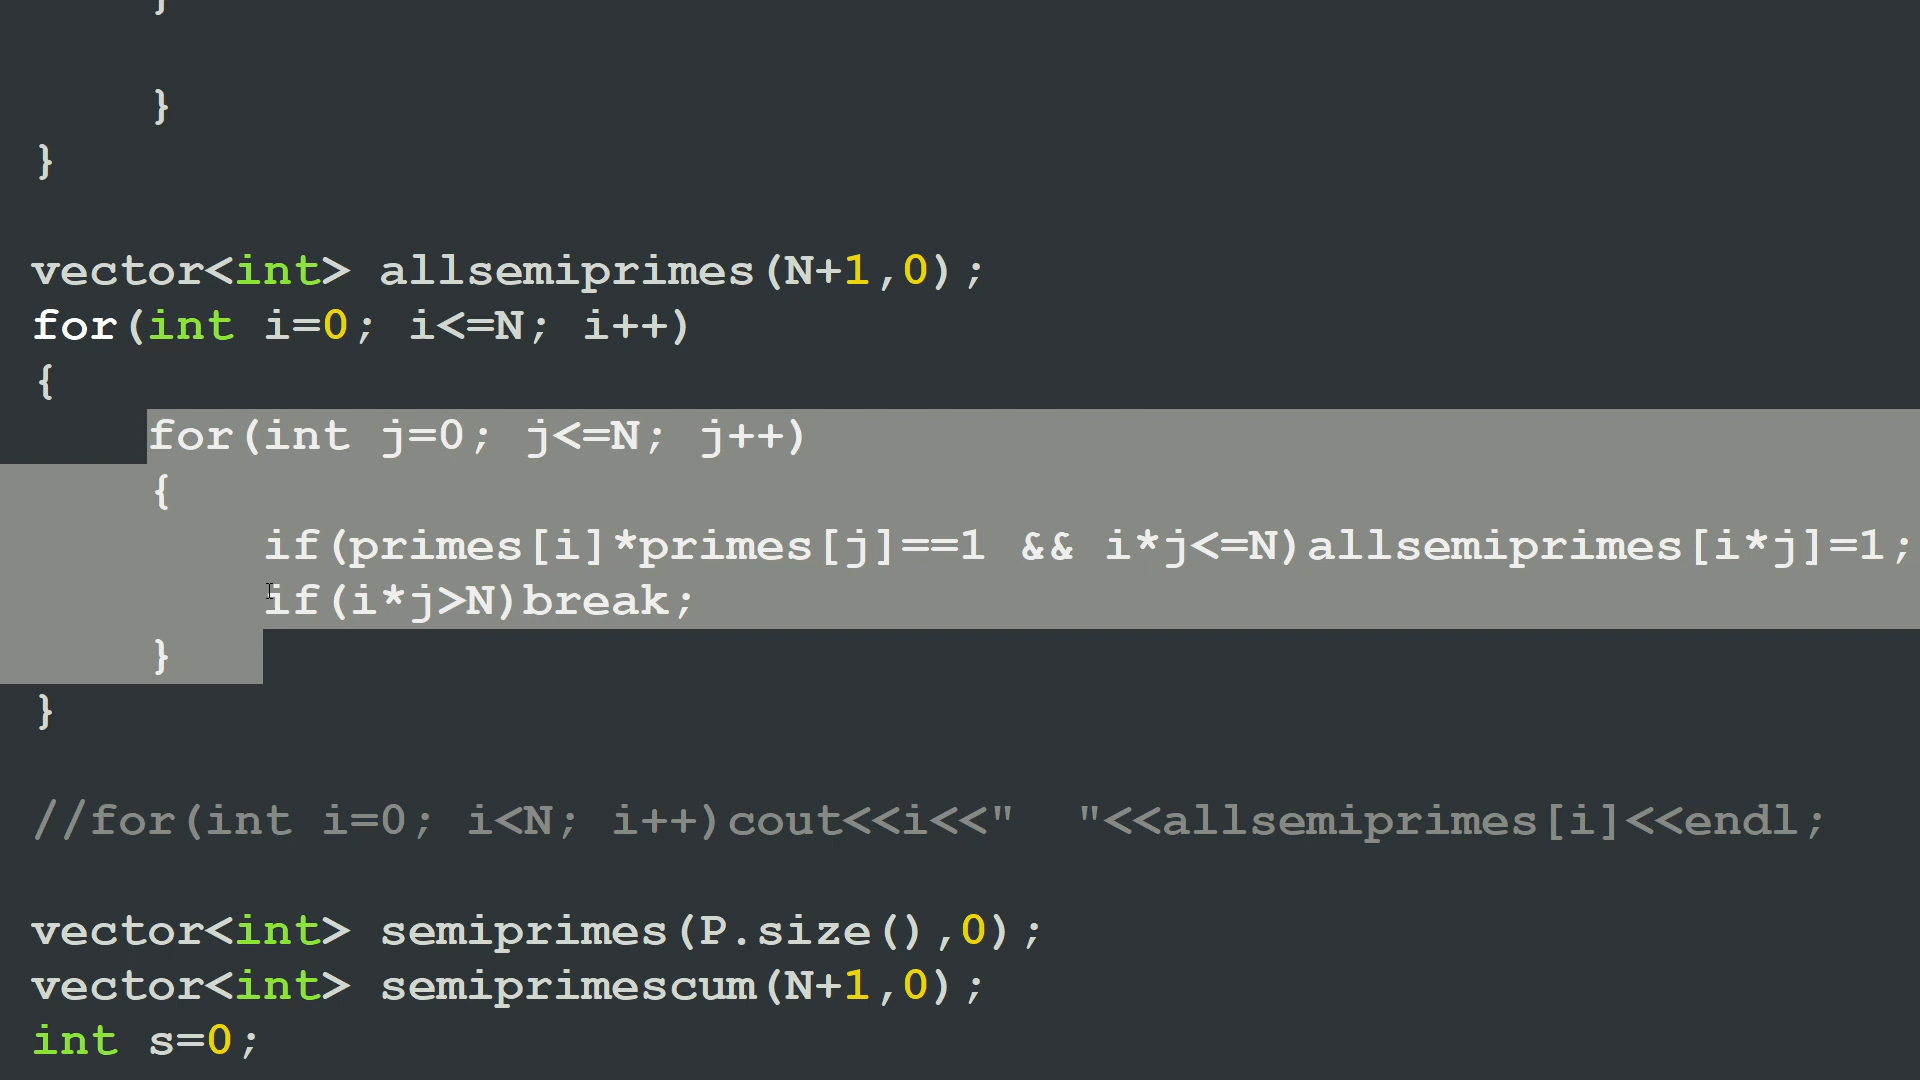 }
}
}
vector<int> allsemiprimes(N+1,0);
for(int i=0; i<=N; i++)
{
for(int j=0; j<=N; j++)
{
if(primes[i]*primes[j]==1 && i*j<=N)allsemiprimes[i*j]=1;
if(i*j>N)break;
}
}
//for(int i=0; i<N; i++)cout<<i<<"  "<<allsemiprimes[i]<<endl;
vector<int> semiprimes(P.size(),0);
vector<int> semiprimescum(N+1,0);
int s=0;